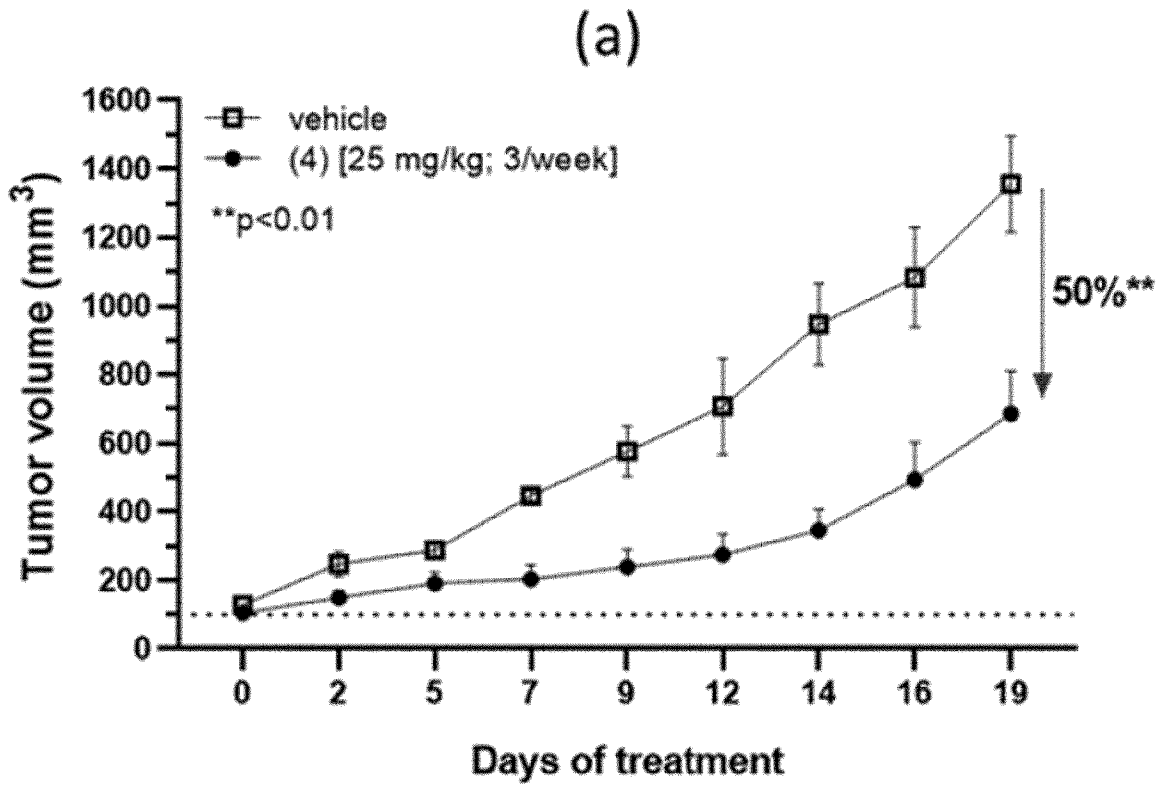 (a)
1600
1400
1200
1000
800
600
400
200
0
Tumor volume (mm³)
vehicle
(4) [25 mg/kg; 3/week]
**p<0.01
50%**
0 2 5 7 9 12 14 16 19
Days of treatment